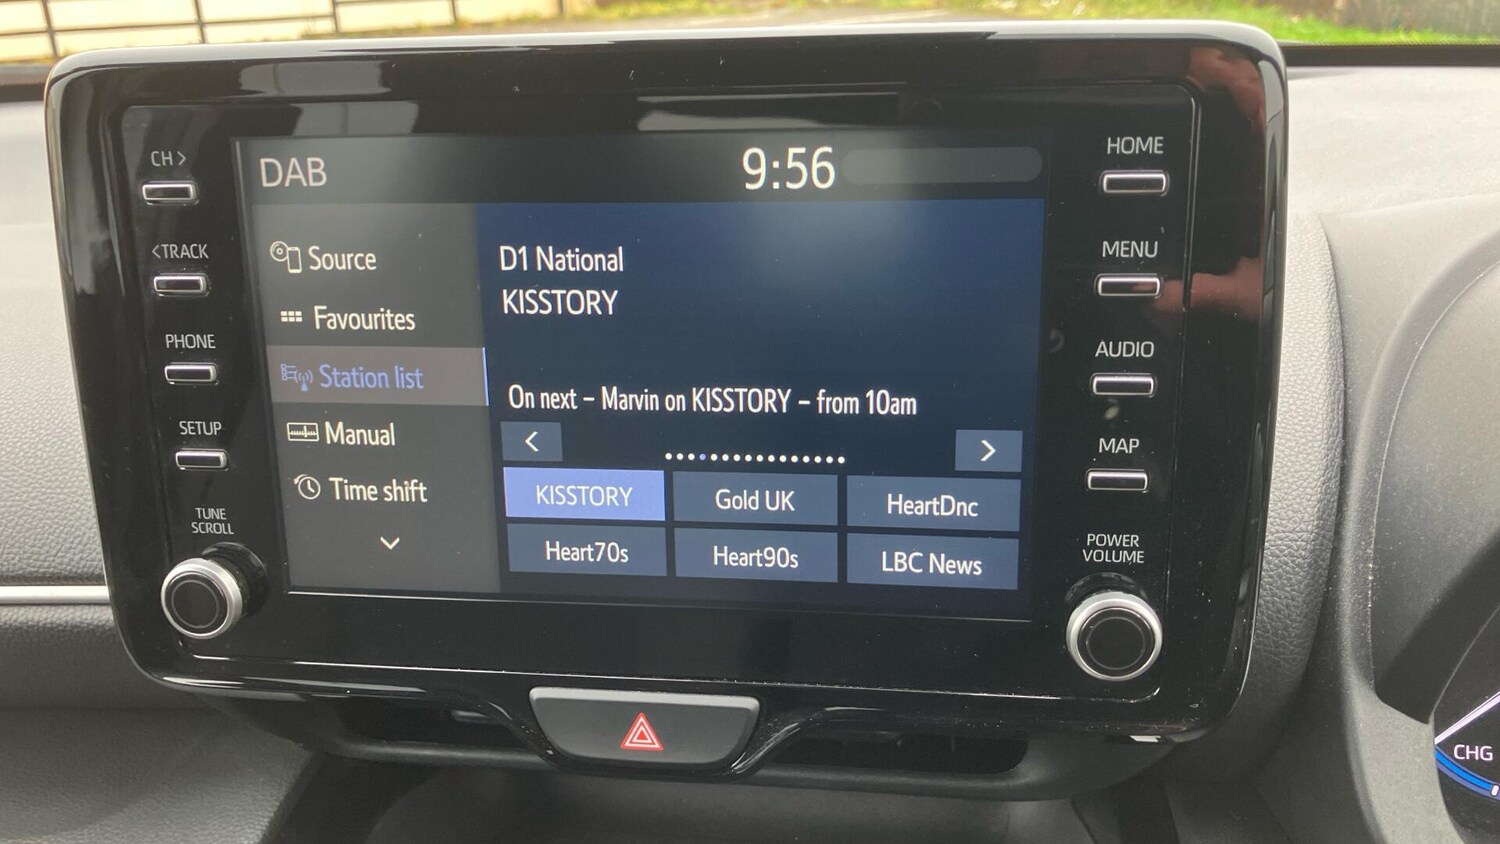 CH >
<TRACK
PHONE
SETUP
TUNE
SCROLL
DAB
9:56
Source
Favourites
Station list
Manual
Time shift
D1 National
KISSTORY
On next – Marvin on KISSTORY – from 10am
<
>
KISSTORY
Gold UK
HeartDnc
Heart70s
Heart90s
LBC News
HOME
MENU
AUDIO
MAP
POWER
VOLUME
CHG